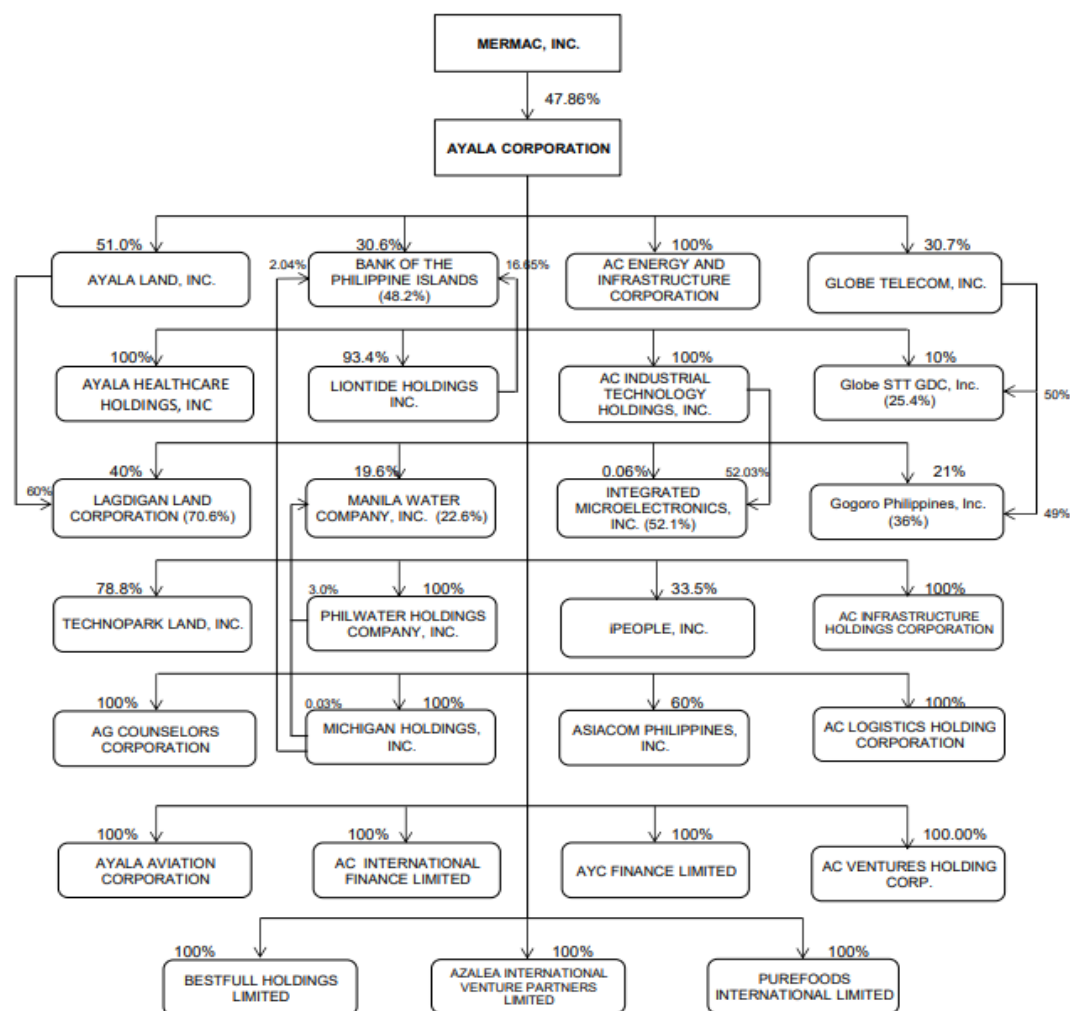 MERMAC, INC.
47.86%
AYALA CORPORATION
51.0%
30.6%
100%
30.7%
2.04%
16.65%
AYALA LAND, INC.
BANK OF THE
PHILIPPINE ISLANDS
(48.2%)
AC ENERGY AND
INFRASTRUCTURE
CORPORATION
GLOBE TELECOM, INC.
100%
93.4%
100%
10%
AYALA HEALTHCARE
HOLDINGS, INC
LIONTIDE HOLDINGS
INC.
AC INDUSTRIAL
TECHNOLOGY
HOLDINGS, INC.
Globe STT GDC, Inc.
(25.4%)
50%
40%
19.6%
0.06%
52.03%
21%
60%
LAGDIGAN LAND
CORPORATION (70.6%)
MANILA WATER
COMPANY, INC. (22.6%)
INTEGRATED
MICROELECTRONICS,
INC. (52.1%)
Gogoro Philippines, Inc.
(36%)
49%
78.8%
3.0%
100%
33.5%
100%
TECHNOPARK LAND, INC.
PHILWATER HOLDINGS
COMPANY, INC.
iPEOPLE, INC.
AC INFRASTRUCTURE
HOLDINGS CORPORATION
100%
0.03%
100%
60%
100%
AG COUNSELORS
CORPORATION
MICHIGAN HOLDINGS,
INC.
ASIACOM PHILIPPINES,
INC.
AC LOGISTICS HOLDING
CORPORATION
100%
100%
100%
100.00%
AYALA AVIATION
CORPORATION
AC INTERNATIONAL
FINANCE LIMITED
AYC FINANCE LIMITED
AC VENTURES HOLDING
CORP.
100%
100%
100%
BESTFULL HOLDINGS
LIMITED
AZALEA INTERNATIONAL
VENTURE PARTNERS
LIMITED
PUREFOODS
INTERNATIONAL LIMITED